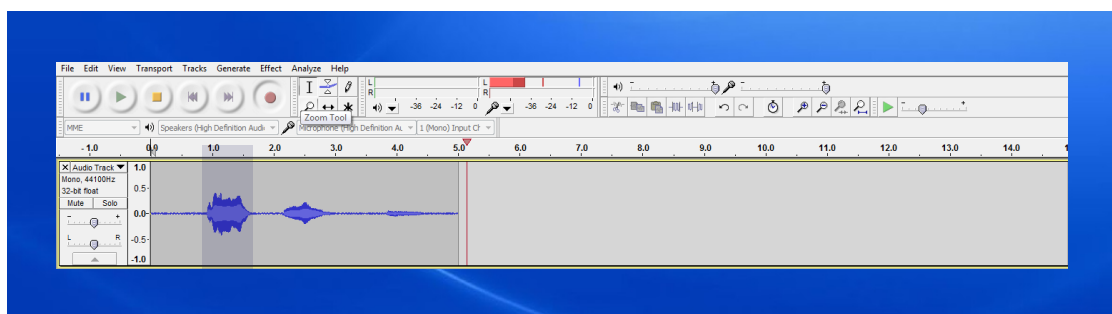 File Edit View Transport Tracks Generate Effect Analyze Help
L
R
-36 -24 -12 0
L
R
-36 -24 -12 0
Zoom Tool
MME
Speakers (High Definition Audi
Microphone (High Definition Au
1 (Mono) Input Ch
-1.0 0.0 1.0 2.0 3.0 4.0 5.0 6.0 7.0 8.0 9.0 10.0 11.0 12.0 13.0 14.0
X Audio Track
Mono, 44100Hz
32-bit float
Mute Solo
- +
L R
1.0
0.5
0.0
-0.5
-1.0